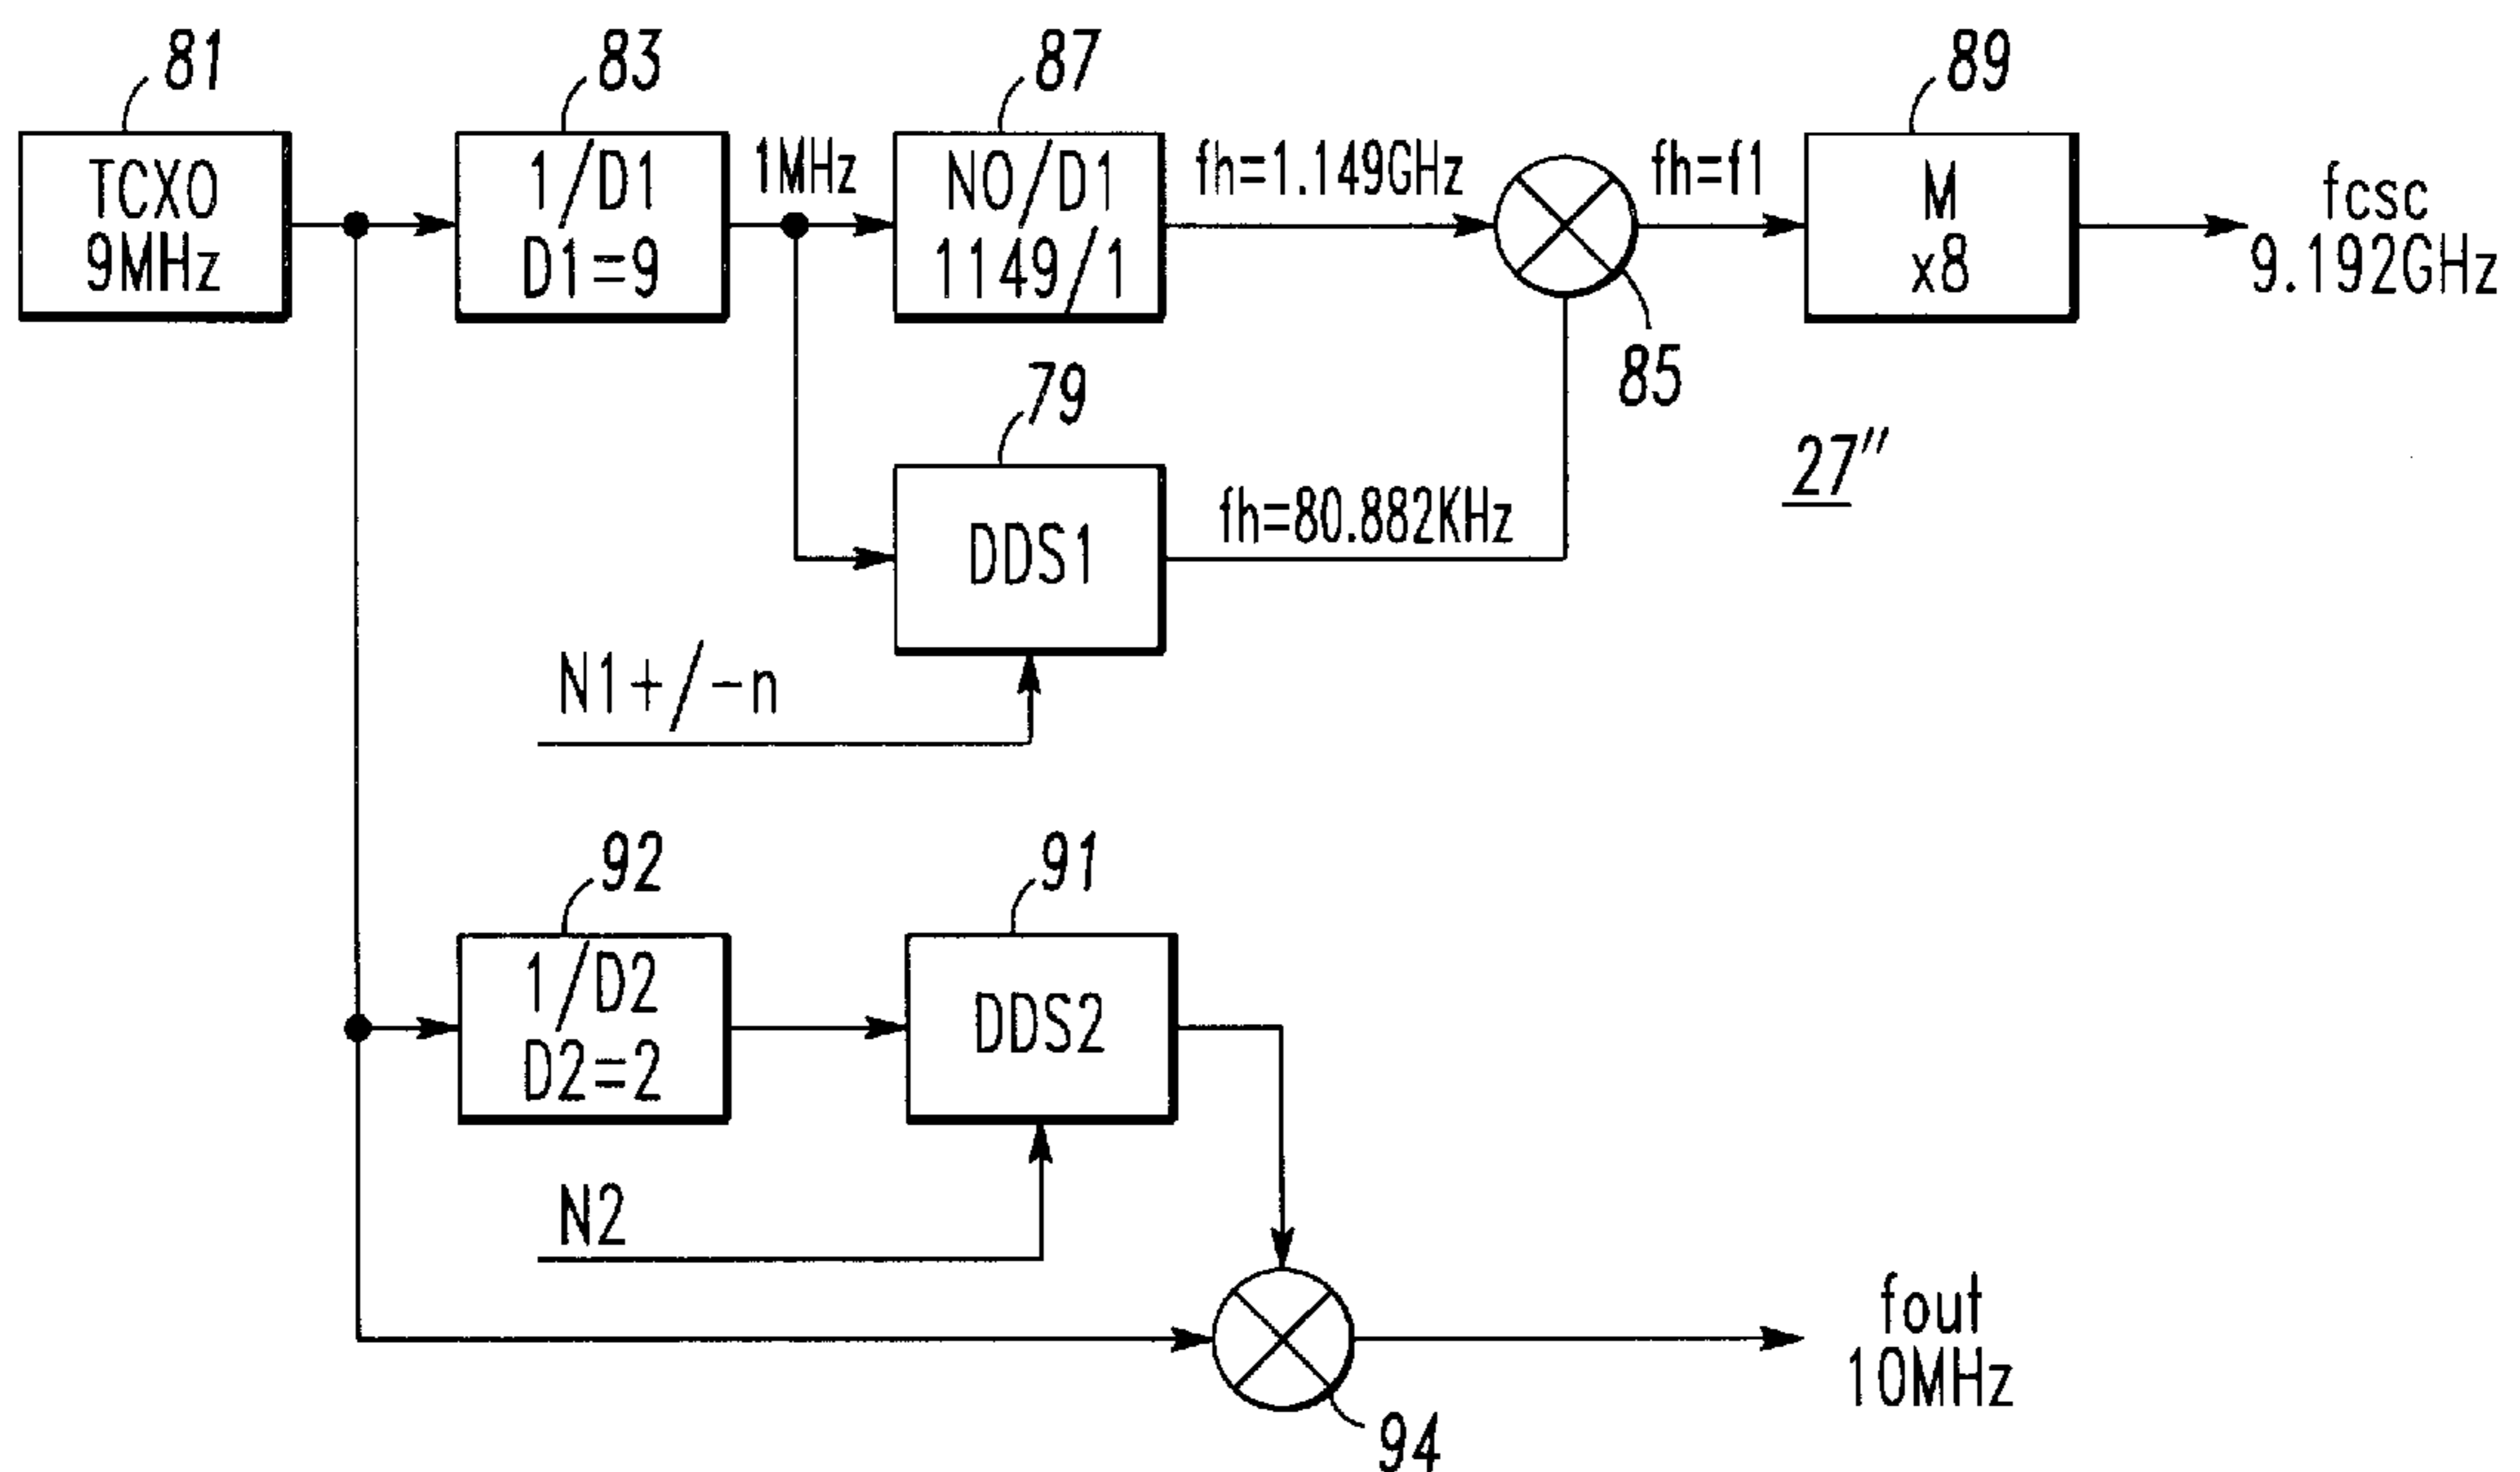 81
83
87
89
TCXO
9MHz
1/D1
D1=9
1MHz
NO/D1
1149/1
fh=1.149GHz
fh=f1
M
x8
fcsc
9.192GHz
85
79
DDS1
fh=80.882KHz
27"
N1+/-n
92
91
1/D2
D2=2
DDS2
N2
fout
10MHz
94